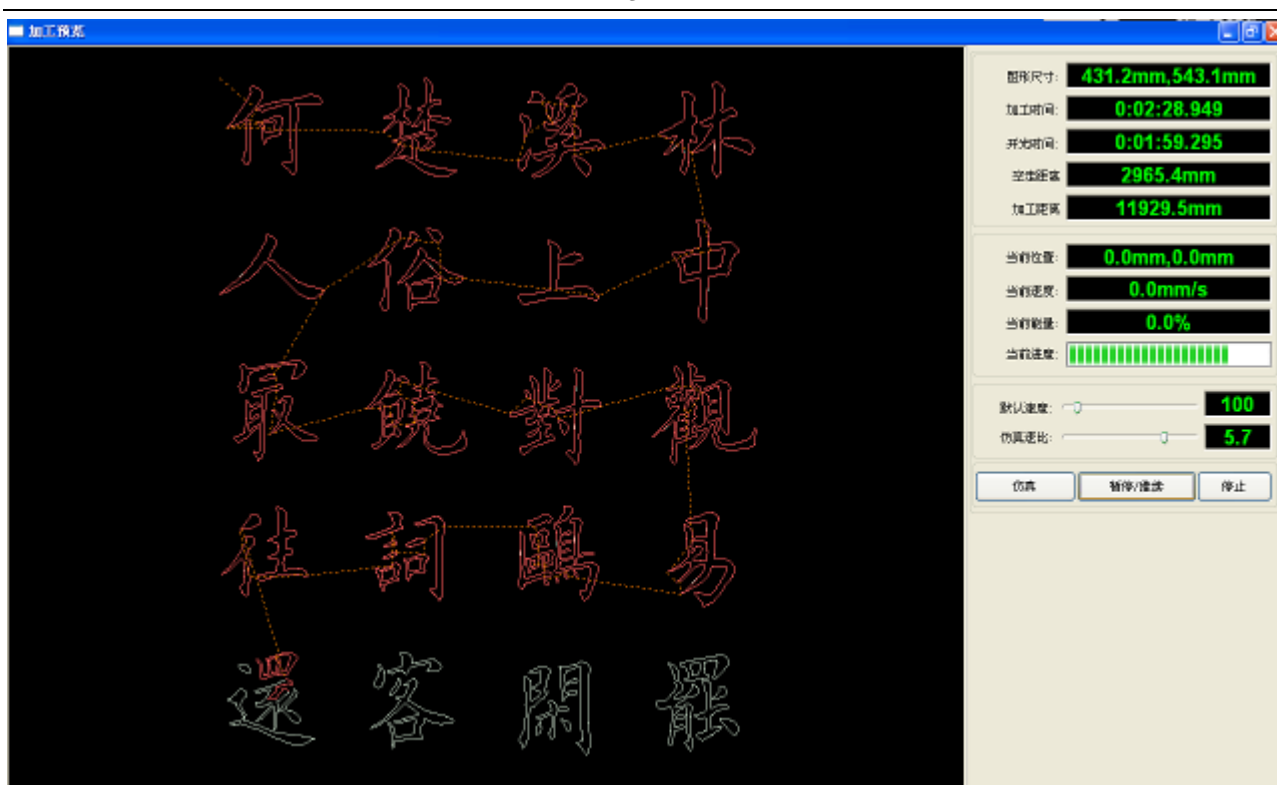 加工预览
何楚溪林
人俗上中
最饒對觀
往詞鷗易
還客閑罷
图形尺寸: 431.2mm,543.1mm
加工时间: 0:02:28.949
开光时间: 0:01:59.295
空走距离 2965.4mm
加工距离 11929.5mm
当前位置: 0.0mm,0.0mm
当前速度: 0.0mm/s
当前能量: 0.0%
当前进度:
默认速度: 100
仿真速比: 5.7
仿真 暂停/继续 停止